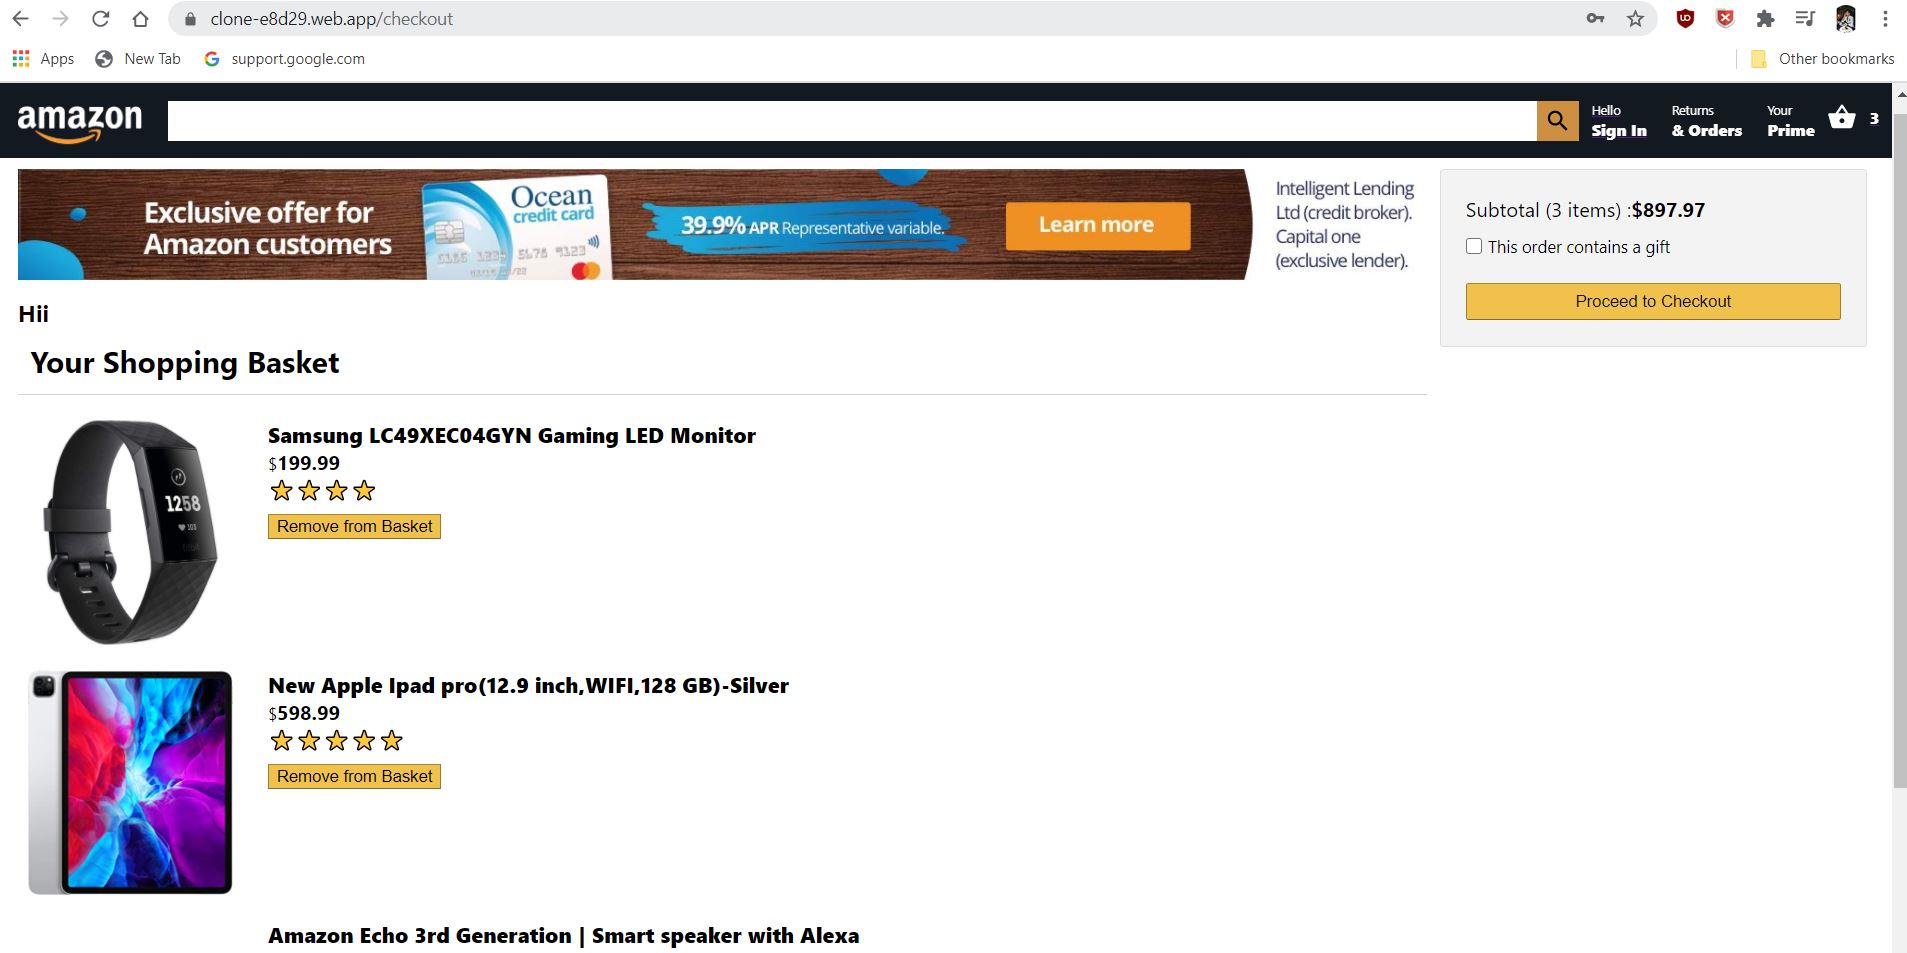 clone-e8d29.web.app/checkout
Apps
New Tab
support.google.com
Other bookmarks
amazon
Hello
Sign In
Returns
& Orders
Your
Prime
3
Exclusive offer for
Amazon customers
Ocean
credit card
39.9% APR Representative variable.
Learn more
Intelligent Lending
Ltd (credit broker).
Capital one
(exclusive lender).
Subtotal (3 items) :$897.97
This order contains a gift
Proceed to Checkout
Hii
Your Shopping Basket
Samsung LC49XEC04GYN Gaming LED Monitor
$199.99
Remove from Basket
1258
103
New Apple Ipad pro(12.9 inch,WIFI,128 GB)-Silver
$598.99
Remove from Basket
Amazon Echo 3rd Generation | Smart speaker with Alexa